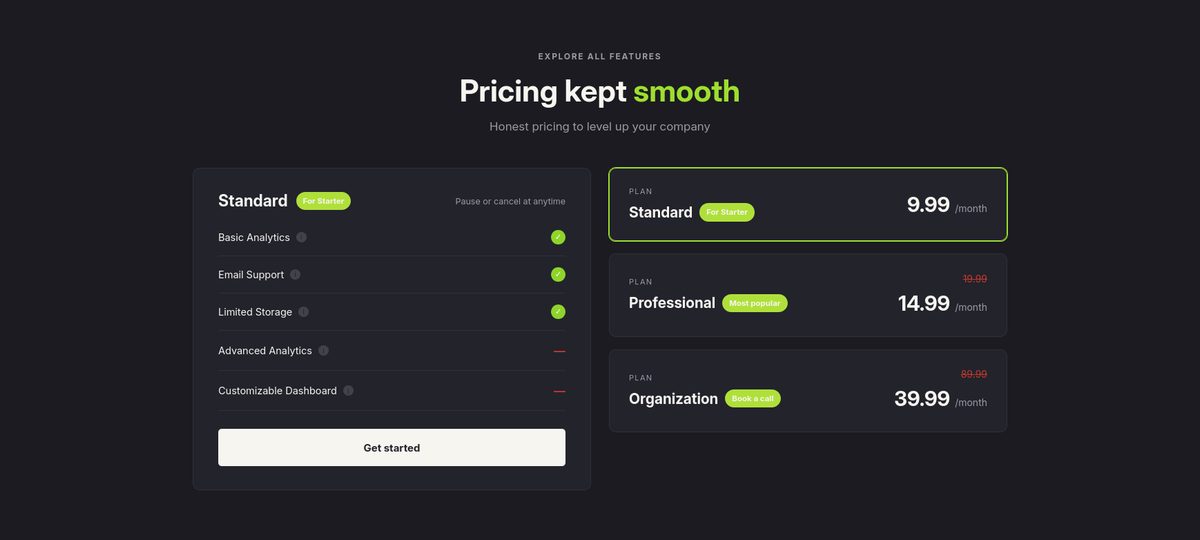 EXPLORE ALL FEATURES
Pricing kept smooth
Honest pricing to level up your company
Standard For Starter Pause or cancel at anytime
Basic Analytics
Email Support
Limited Storage
Advanced Analytics
Customizable Dashboard
Get started
PLAN
Standard For Starter 9.99 /month
PLAN
19.99
Professional Most popular 14.99 /month
PLAN
89.99
Organization Book a call 39.99 /month